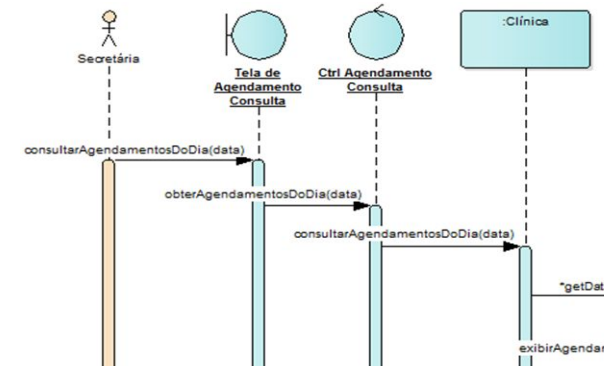 :Clínica
Secretária
Tela de
Agendamento
Consulta
Ctrl Agendamento
Consulta
consultarAgendamentosDoDia(data)
obterAgendamentosDoDia(data)
consultarAgendamentosDoDia(data)
*getDat
exibirAgendar